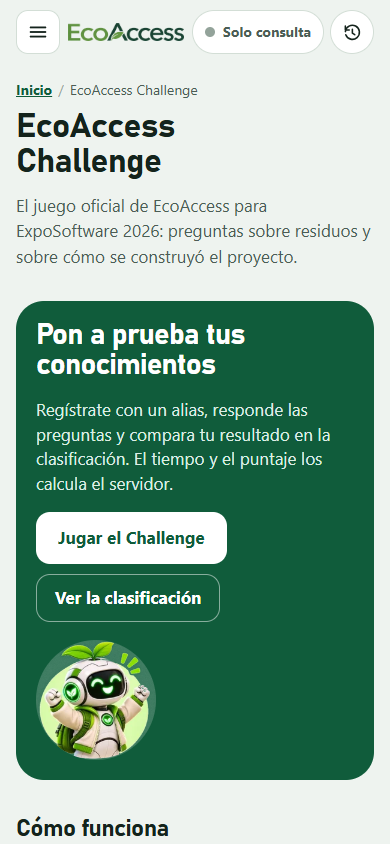 EcoAccess
Solo consulta
Inicio / EcoAccess Challenge
EcoAccess
Challenge
El juego oficial de EcoAccess para
ExpoSoftware 2026: preguntas sobre residuos y
sobre cómo se construyó el proyecto.
Pon a prueba tus
conocimientos
Regístrate con un alias, responde las
preguntas y compara tu resultado en la
clasificación. El tiempo y el puntaje los
calcula el servidor.
Jugar el Challenge
Ver la clasificación
Cómo funciona